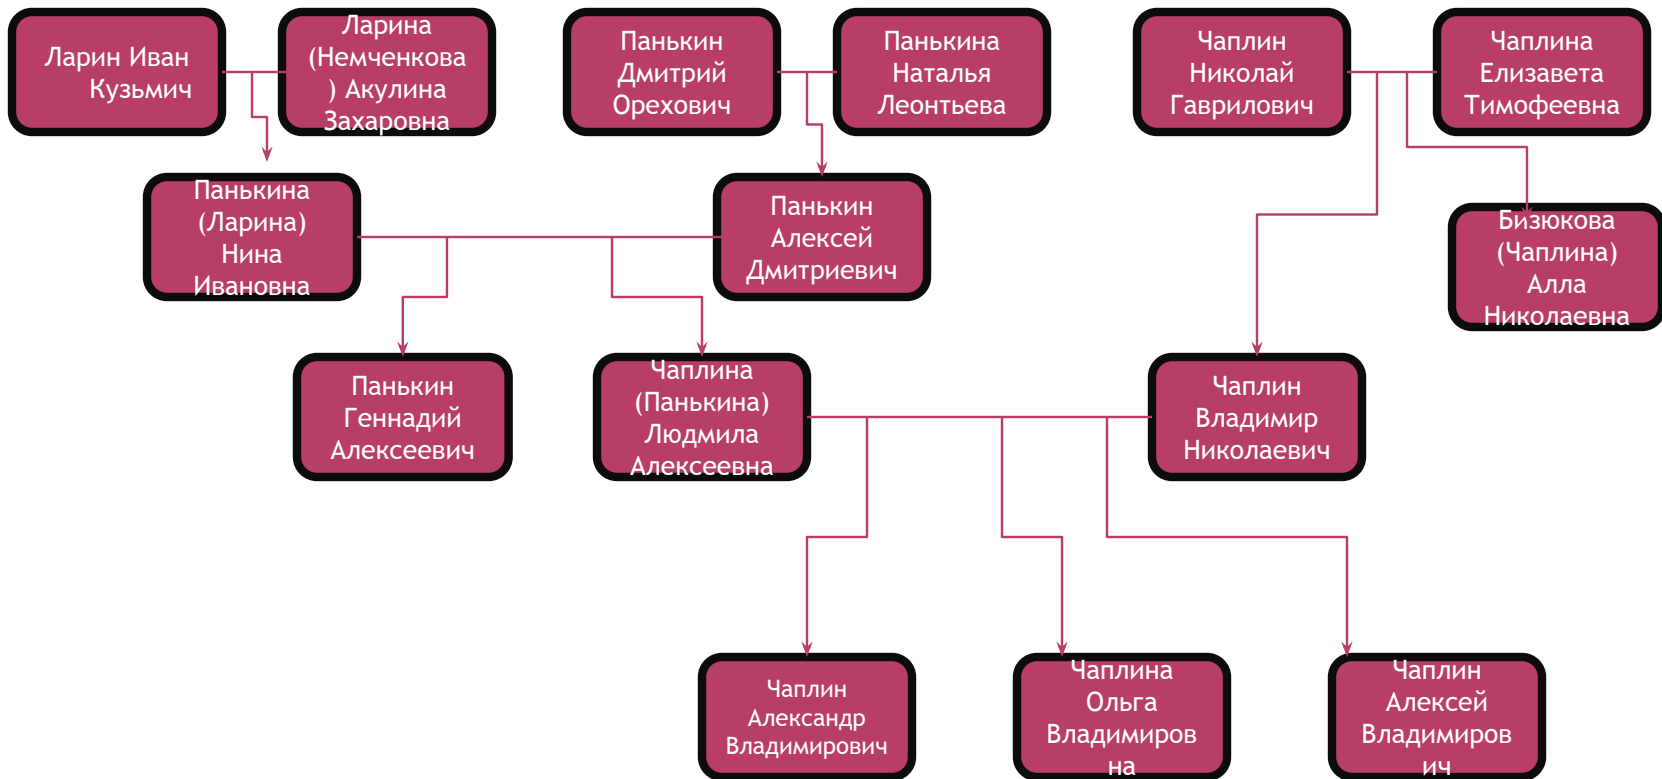 Ларин Иван
Кузьмич
Ларина
(Немченкова
) Акулина
Захаровна
Панькин
Дмитрий
Орехович
Панькина
Наталья
Леонтьева
Чаплин
Николай
Гаврилович
Чаплина
Елизавета
Тимофеевна
Панькина
(Ларина)
Нина
Ивановна
Панькин
Алексей
Дмитриевич
Бизюкова
(Чаплина)
Алла
Николаевна
Панькин
Геннадий
Алексеевич
Чаплина
(Панькина)
Людмила
Алексеевна
Чаплин
Владимир
Николаевич
Чаплин
Александр
Владимирович
Чаплина
Ольга
Владимиров
на
Чаплин
Алексей
Владимиров
ич